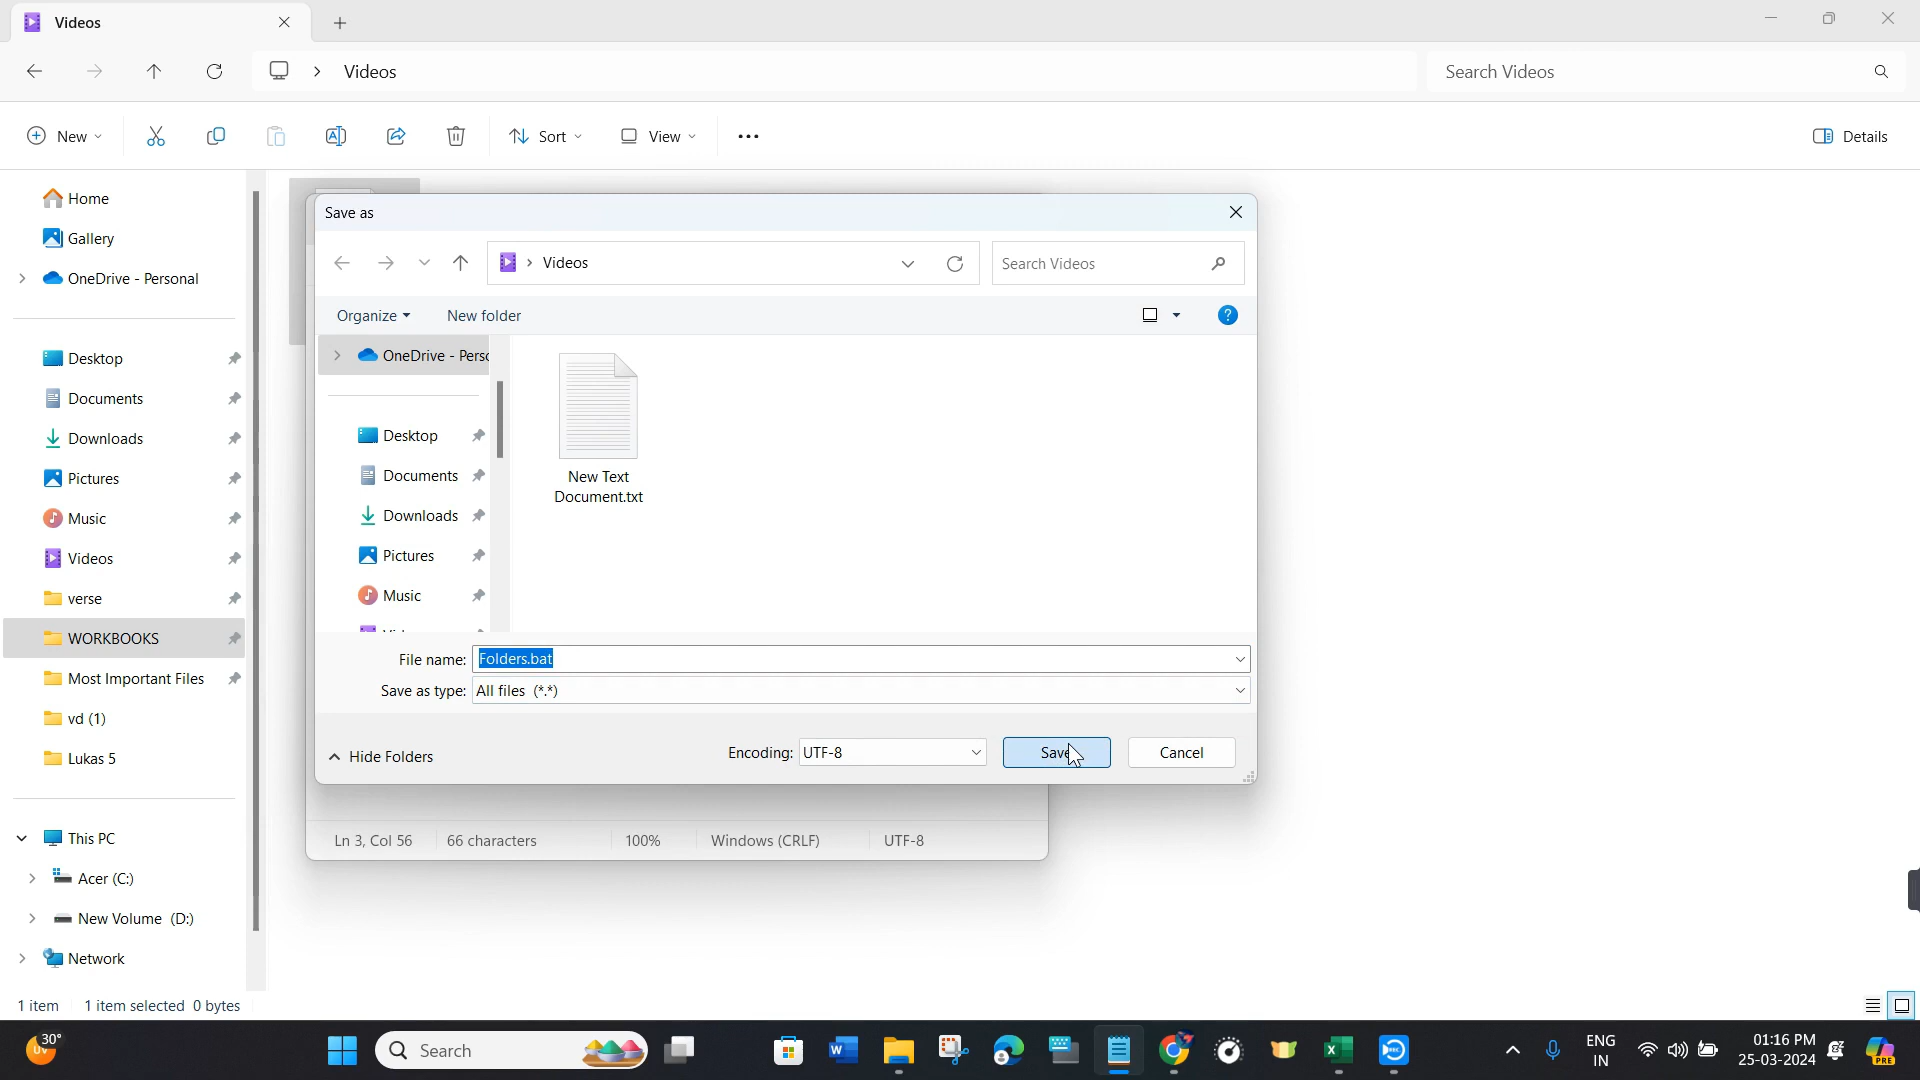 Videos
Videos
Search Videos
New
Sort
View
Details
Home
Gallery
OneDrive - Personal
Desktop
Documents
Downloads
Pictures
Music
Videos
verse
WORKBOOKS
Most Important Files
vd (1)
Lukas 5
This PC
Acer (C:)
New Volume (D:)
Network
1 item 1 item selected 0 bytes
Save as
Videos
Search Videos
Organize
New folder
OneDrive - Perso
Desktop
Documents
Downloads
Pictures
Music
New Text
Document.txt
File name: Folders.bat
Save as type: All files (*.*)
Hide Folders
Encoding: UTF-8
Save
Cancel
Ln 3, Col 56
66 characters
100%
Windows (CRLF)
UTF-8
30°
UV
Search
ENG
IN
01:16 PM
25-03-2024
PRE